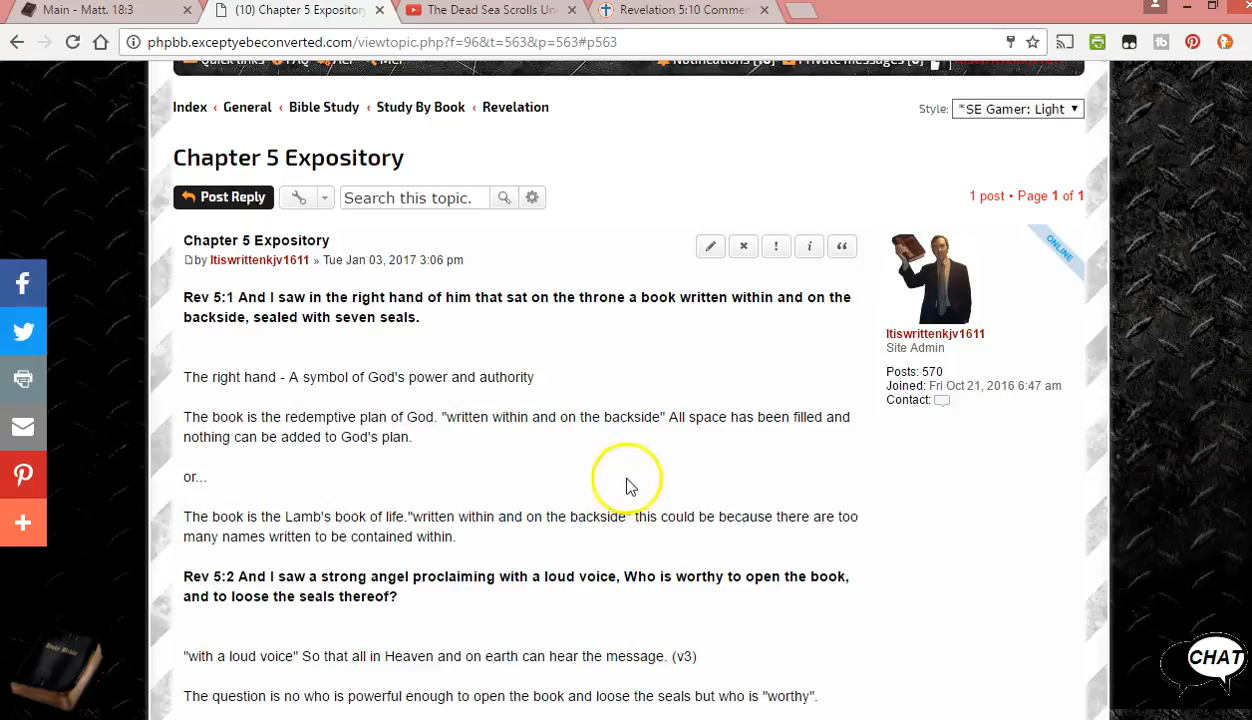 Main - Matt. 18:3
(10) Chapter 5 Expository
The Dead Sea Scrolls Un
Revelation 5:10 Comme
phpbb.exceptyebeconverted.com/viewtopic.php?f=96&t=563&p=563#p563
Quick links FAQ
Notifications Private messages
Index ‹ General ‹ Bible Study ‹ Study By Book ‹ Revelation
Style: *SE Gamer: Light
Chapter 5 Expository
Post Reply
Search this topic.
1 post • Page 1 of 1
Chapter 5 Expository
by Itiswrittenkjv1611 » Tue Jan 03, 2017 3:06 pm
ONLINE
Rev 5:1 And I saw in the right hand of him that sat on the throne a book written within and on the
backside, sealed with seven seals.
Itiswrittenkjv1611
Site Admin
Posts: 570
Joined: Fri Oct 21, 2016 6:47 am
Contact:
The right hand - A symbol of God's power and authority
The book is the redemptive plan of God. "written within and on the backside" All space has been filled and
nothing can be added to God's plan.
or...
The book is the Lamb's book of life."written within and on the backside" this could be because there are too
many names written to be contained within.
Rev 5:2 And I saw a strong angel proclaiming with a loud voice, Who is worthy to open the book,
and to loose the seals thereof?
"with a loud voice" So that all in Heaven and on earth can hear the message. (v3)
The question is no who is powerful enough to open the book and loose the seals but who is "worthy".
CHAT